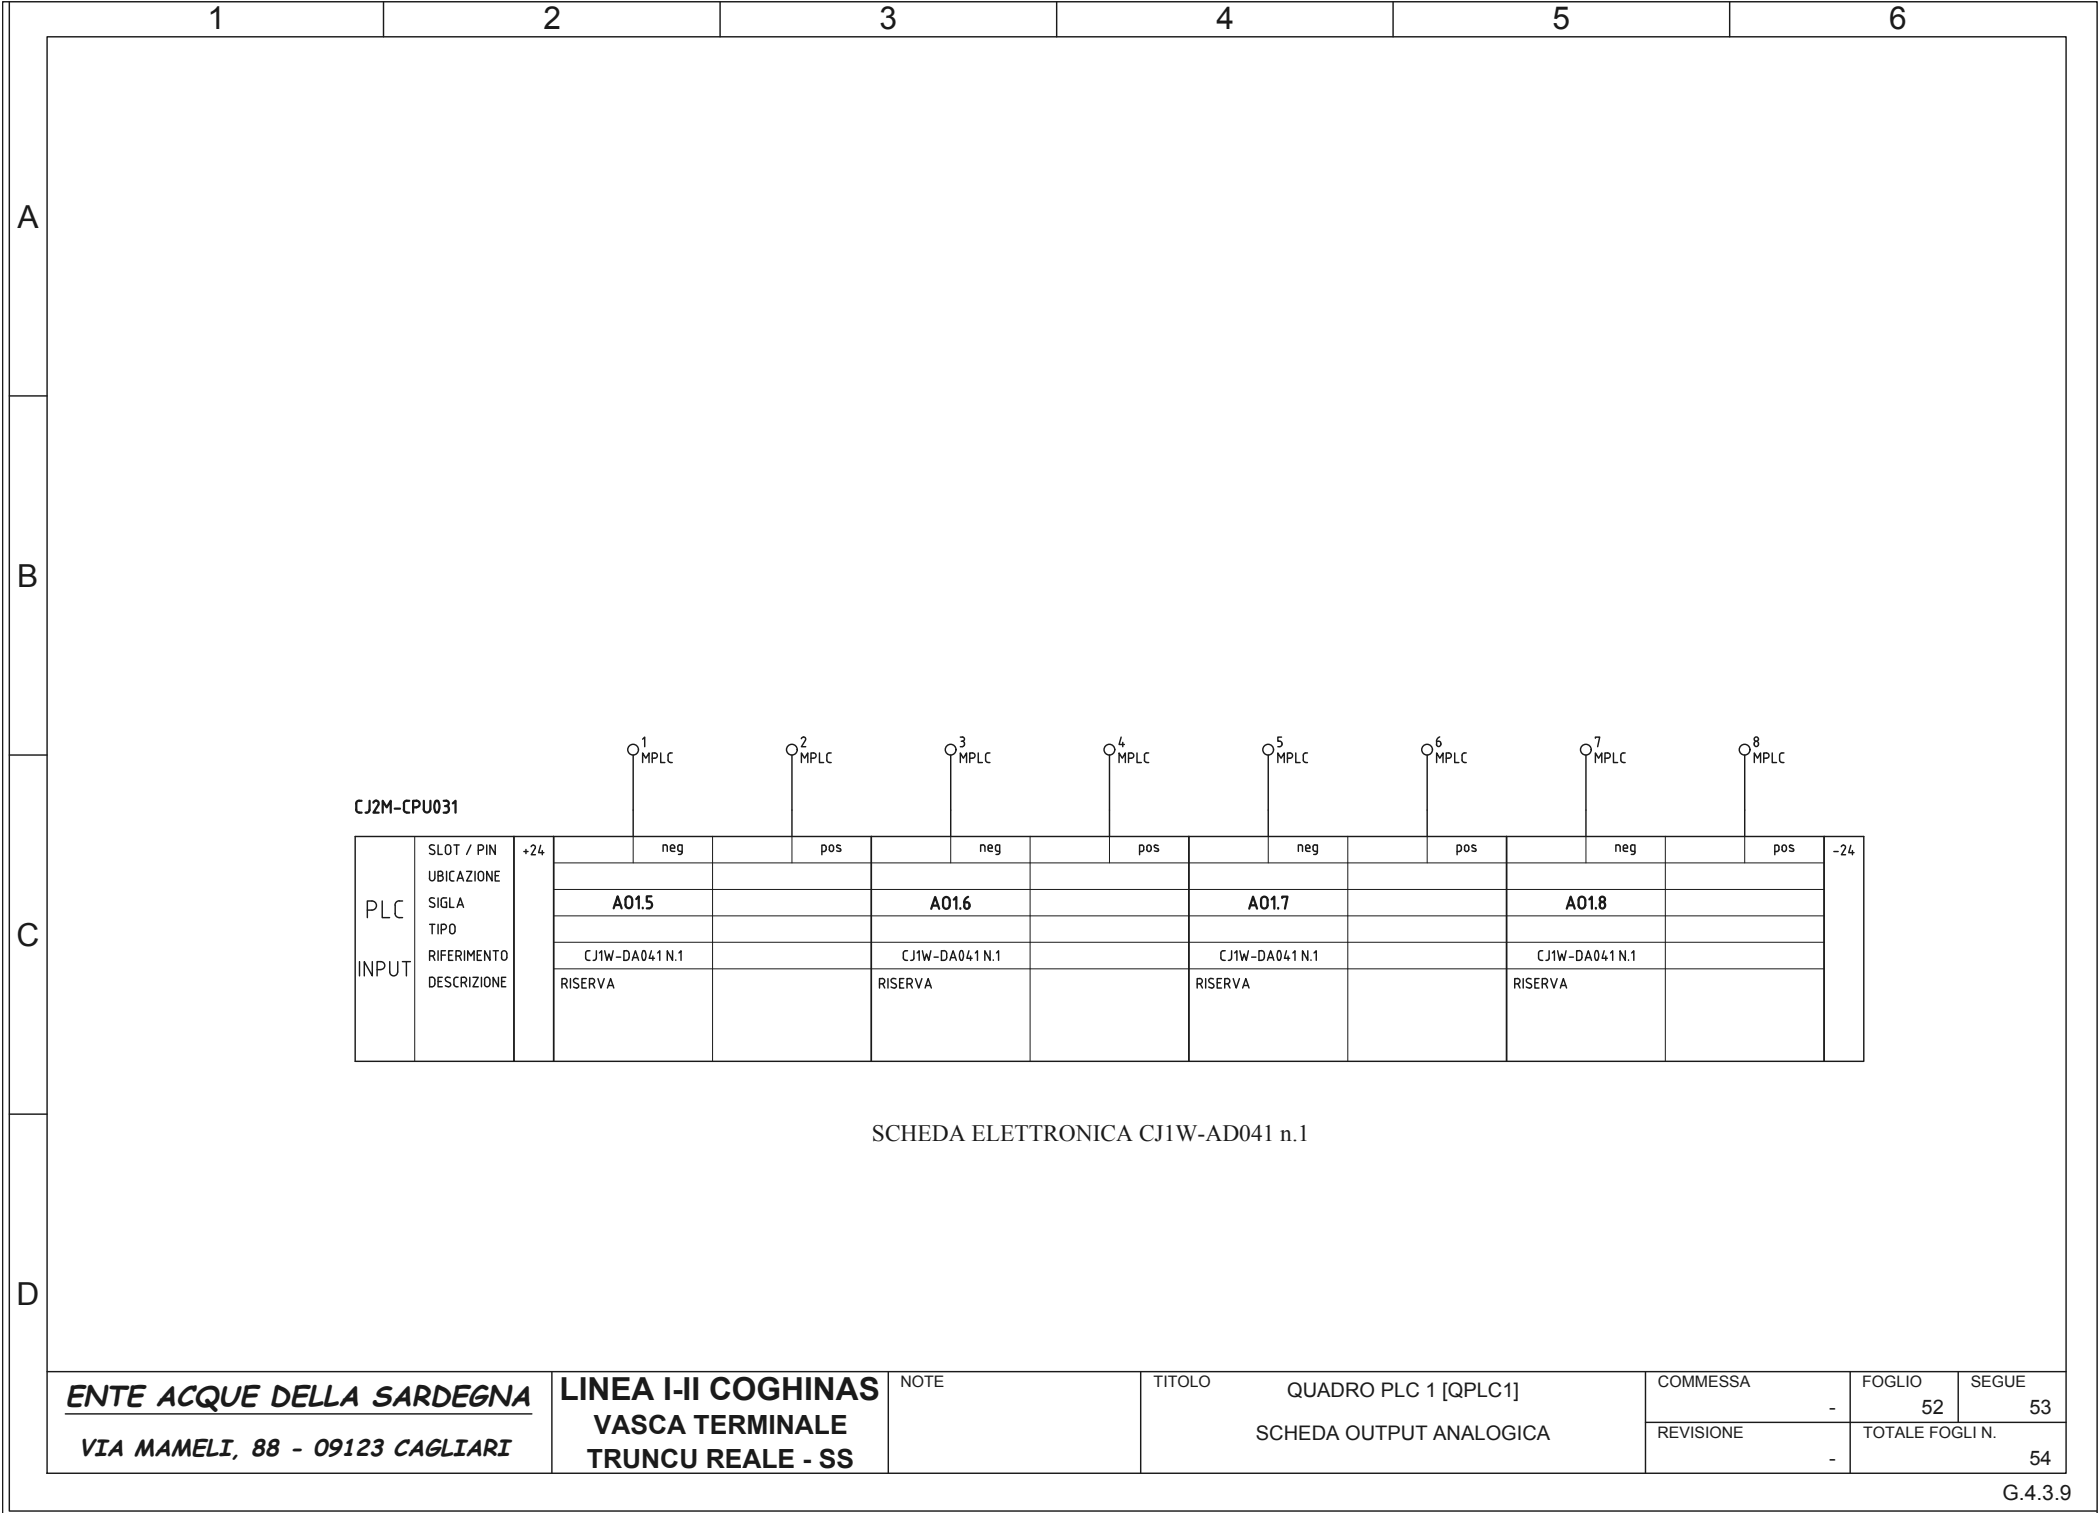 1 2 3 4 5 6
A
B
C
D
1 2 3 4 5 6 7 8
MPLC MPLC MPLC MPLC MPLC MPLC MPLC MPLC
CJ2M-CPU031
PLC
INPUT
SLOT / PIN +24 neg pos neg pos neg pos neg pos -24
UBICAZIONE
SIGLA AO1.5 AO1.6 AO1.7 AO1.8
TIPO
RIFERIMENTO CJ1W-DA041 N.1 CJ1W-DA041 N.1 CJ1W-DA041 N.1 CJ1W-DA041 N.1
DESCRIZIONE RISERVA RISERVA RISERVA RISERVA
SCHEDA ELETTRONICA CJ1W-AD041 n.1
ENTE ACQUE DELLA SARDEGNA
VIA MAMELI, 88 - 09123 CAGLIARI
LINEA I-II COGHINAS
VASCA TERMINALE
TRUNCU REALE - SS
NOTE
TITOLO
QUADRO PLC 1 [QPLC1]
SCHEDA OUTPUT ANALOGICA
COMMESSA
-
REVISIONE
-
FOGLIO
52
SEGUE
53
TOTALE FOGLI N.
54
G.4.3.9